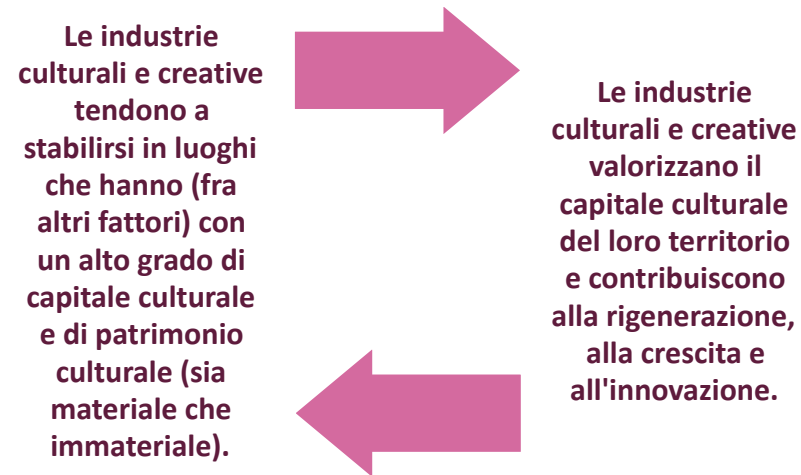 Le industrie
culturali e creative
tendono a
stabilirsi in luoghi
che hanno (fra
altri fattori) con
un alto grado di
capitale culturale
e di patrimonio
culturale (sia
materiale che
immateriale).
Le industrie
culturali e creative
valorizzano il
capitale culturale
del loro territorio
e contribuiscono
alla rigenerazione,
alla crescita e
all'innovazione.